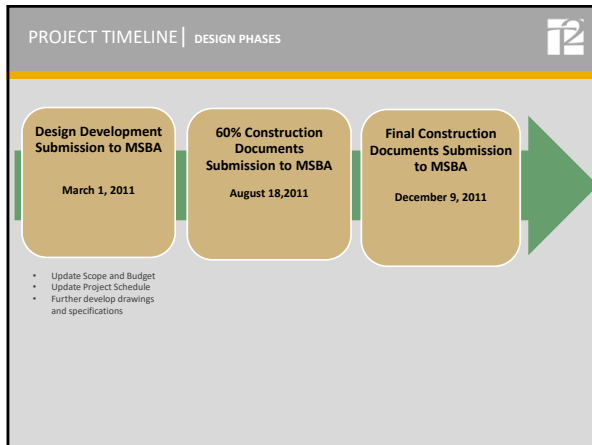 PROJECT TIMELINE| DESIGN PHASES
Design Development
Submission to MSBA
March 1, 2011
60% Construction
Documents
Submission to MSBA
August 18,2011
Final Construction
Documents Submission
to MSBA
December 9, 2011
• Update Scope and Budget
• Update Project Schedule
• Further develop drawings
and specifications